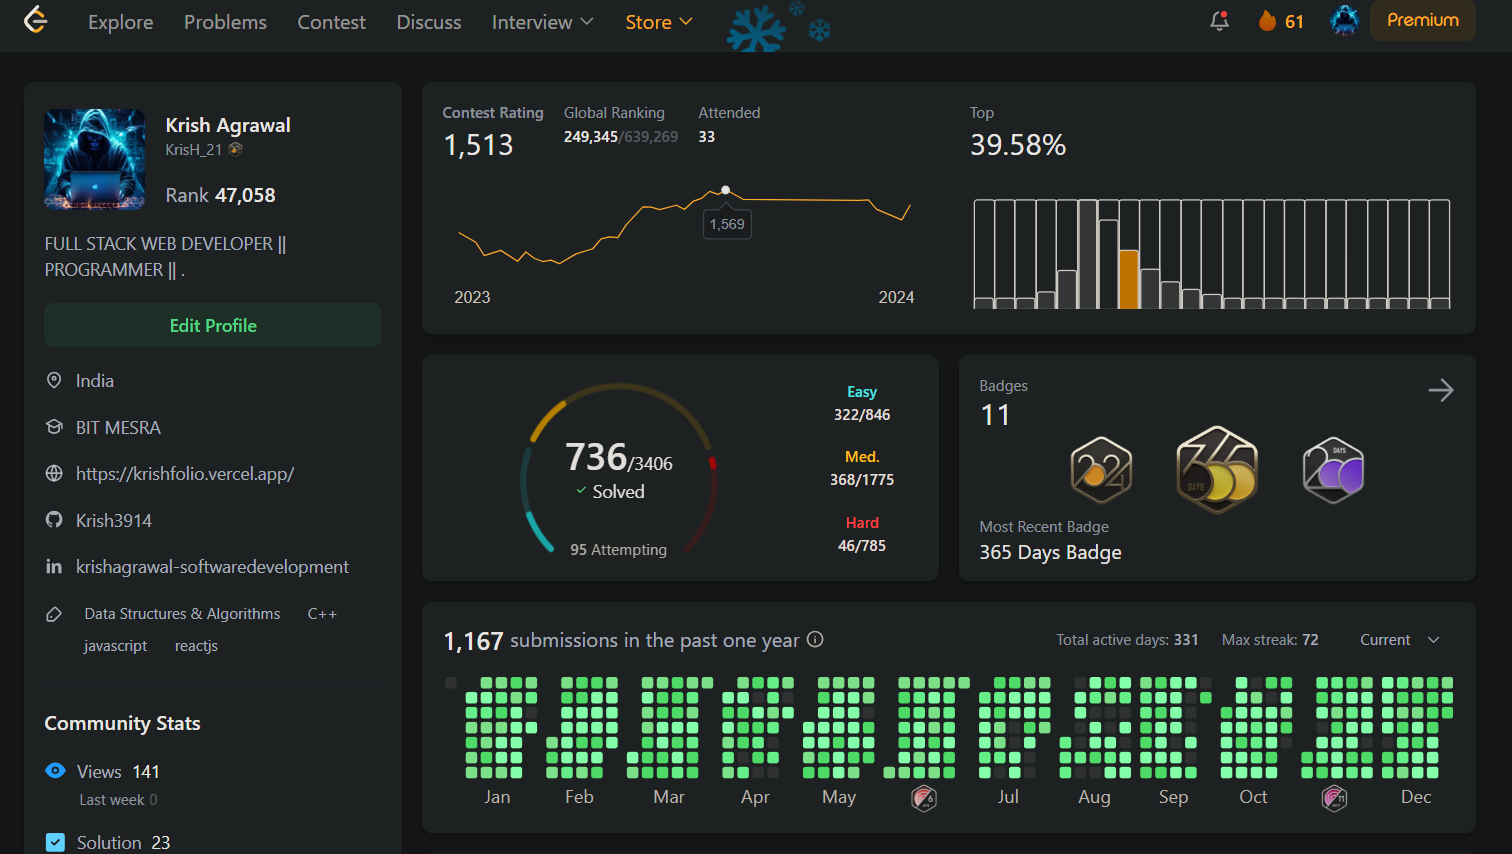 Explore Problems Contest Discuss Interview Store 61 Premium
Krish Agrawal
KrisH_21
Rank 47,058
FULL STACK WEB DEVELOPER ||
PROGRAMMER || .
Edit Profile
India
BIT MESRA
https://krishfolio.vercel.app/
Krish3914
krishagrawal-softwaredevelopment
Data Structures & Algorithms C++
javascript reactjs
Community Stats
Views 141
Last week 0
Solution 23
Contest Rating Global Ranking Attended
1,513 249,345/639,269 33
1,569
2023 2024
Top
39.58%
736/3406
Solved
95 Attempting
Easy
322/846
Med.
368/1775
Hard
46/785
Badges
11
2024
365 DAYS
DAYS 200
Most Recent Badge
365 Days Badge
1,167 submissions in the past one year Total active days: 331 Max streak: 72 Current
Jan Feb Mar Apr May Jul Aug Sep Oct Dec